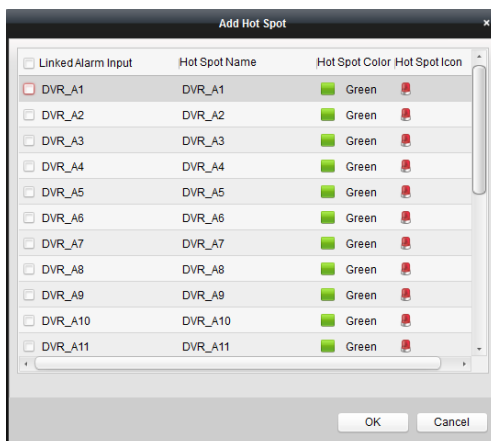 Add Hot Spot
Linked Alarm Input Hot Spot Name Hot Spot Color Hot Spot Icon
DVR_A1 DVR_A1 Green
DVR_A2 DVR_A2 Green
DVR_A3 DVR_A3 Green
DVR_A4 DVR_A4 Green
DVR_A5 DVR_A5 Green
DVR_A6 DVR_A6 Green
DVR_A7 DVR_A7 Green
DVR_A8 DVR_A8 Green
DVR_A9 DVR_A9 Green
DVR_A10 DVR_A10 Green
DVR_A11 DVR_A11 Green
OK Cancel